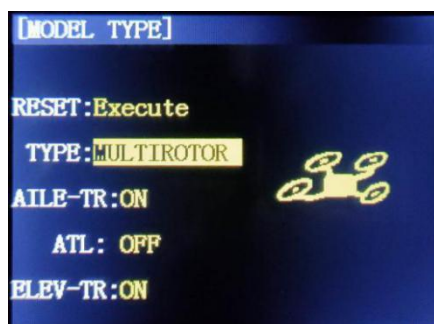 [MODEL TYPE]
RESET:Execute
TYPE:MULTIROTOR
AILE-TR:ON
ATL: OFF
ELEV-TR:ON